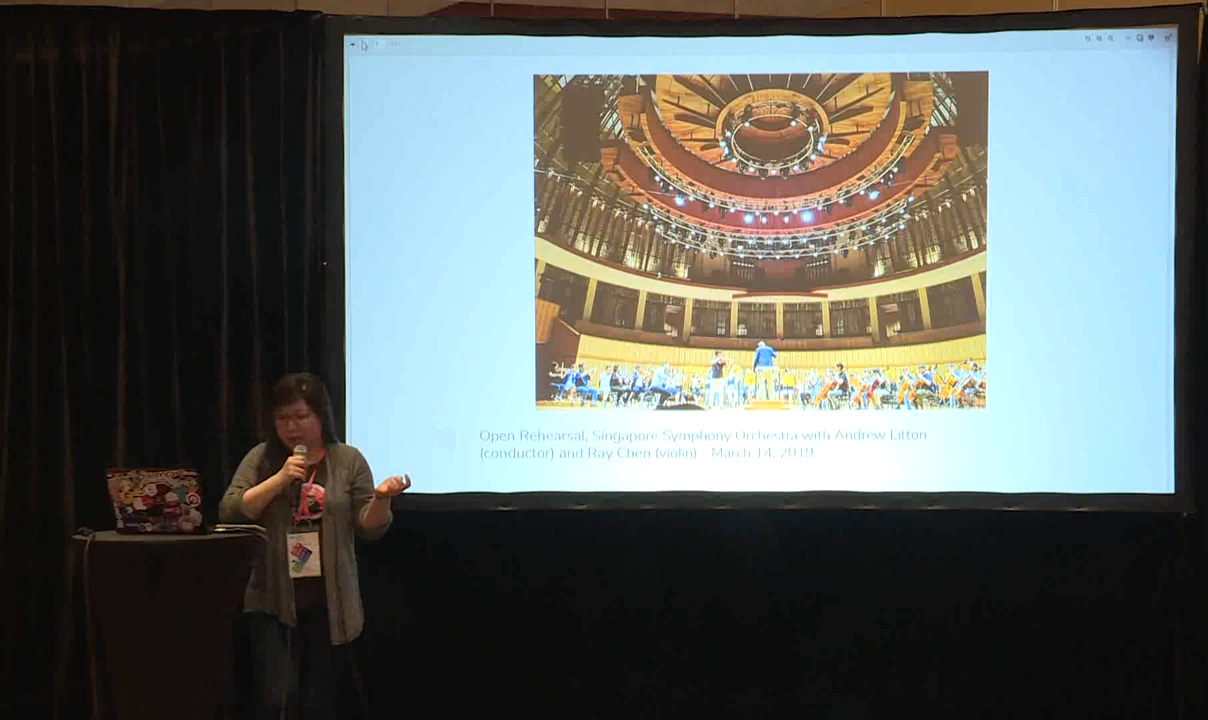 Open Rehearsal, Singapore Symphony Orchestra with Andrew Litton
(conductor) and Ray Chen (violin) March 14, 2019